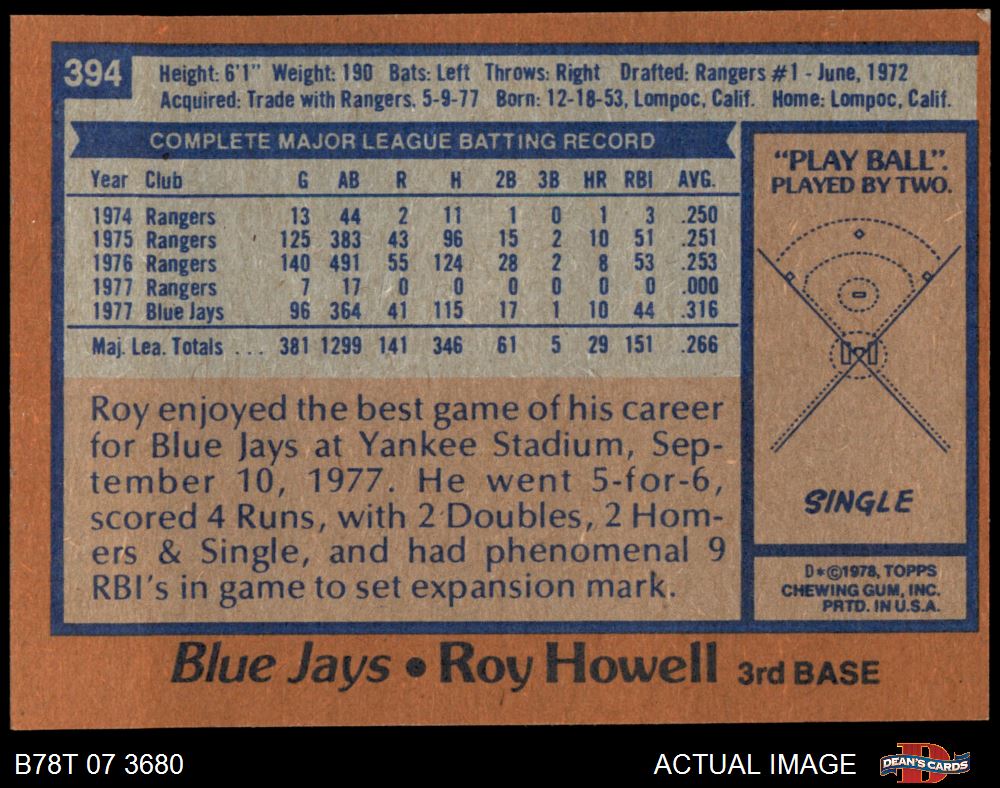 394
Height: 6'1" Weight: 190 Bats: Left Throws: Right Drafted: Rangers #1 - June, 1972
Acquired: Trade with Rangers. 5-9-77 Born: 12-18-53, Lompoc, Calif. Home: Lompoc, Calif.
COMPLETE MAJOR LEAGUE BATTING RECORD
Year Club G AB R H 2B 3B HR RBI AVG.
1974 Rangers 13 44 2 11 1 0 1 3 .250
1975 Rangers 125 383 43 96 15 2 10 51 .251
1976 Rangers 140 491 55 124 28 2 8 53 .253
1977 Rangers 7 17 0 0 0 0 0 0 .000
1977 Blue Jays 96 364 41 115 17 1 10 44 .316
Maj. Lea. Totals ... 381 1299 141 346 61 5 29 151 .266
Roy enjoyed the best game of his career
for Blue Jays at Yankee Stadium, Sep-
tember 10, 1977. He went 5-for-6,
scored 4 Runs, with 2 Doubles, 2 Hom-
ers & Single, and had phenomenal 9
RBI's in game to set expansion mark.
"PLAY BALL".
PLAYED BY TWO.
SINGLE
D*©1978, TOPPS
CHEWING GUM, INC.
PRTD. IN U.S.A.
Blue Jays • Roy Howell 3rd BASE
B78T 07 3680
ACTUAL IMAGE
D
DEAN'S CARDS